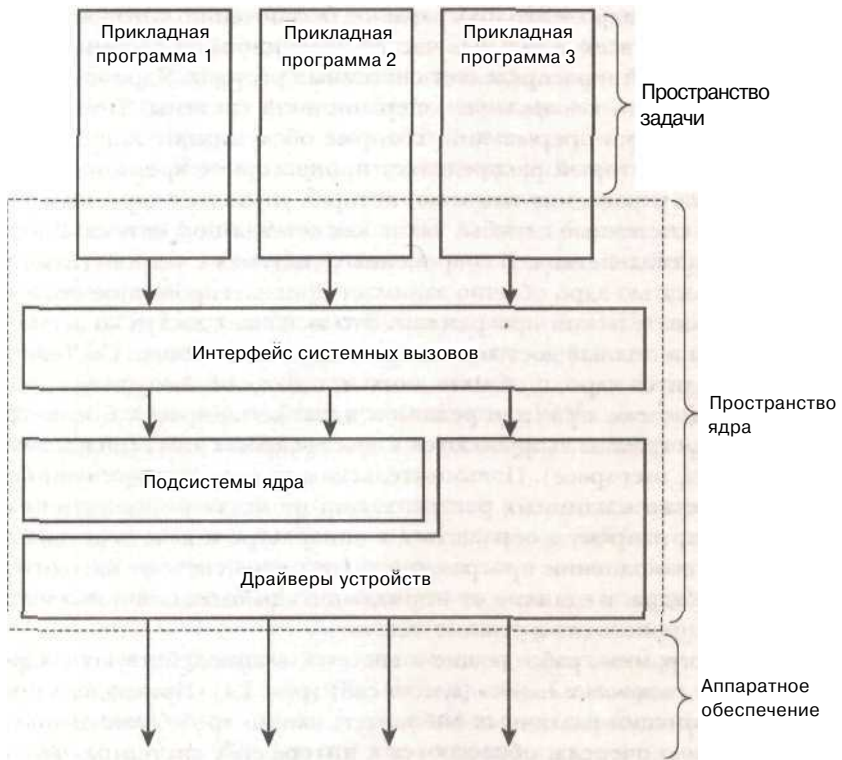 Прикладная
программа 1
Прикладная
программа 2
Прикладная
программа 3
Пространство
задачи
Интерфейс системных вызовов
Пространство
ядра
Подсистемы ядра
Драйверы устройств
Аппаратное
обеспечение